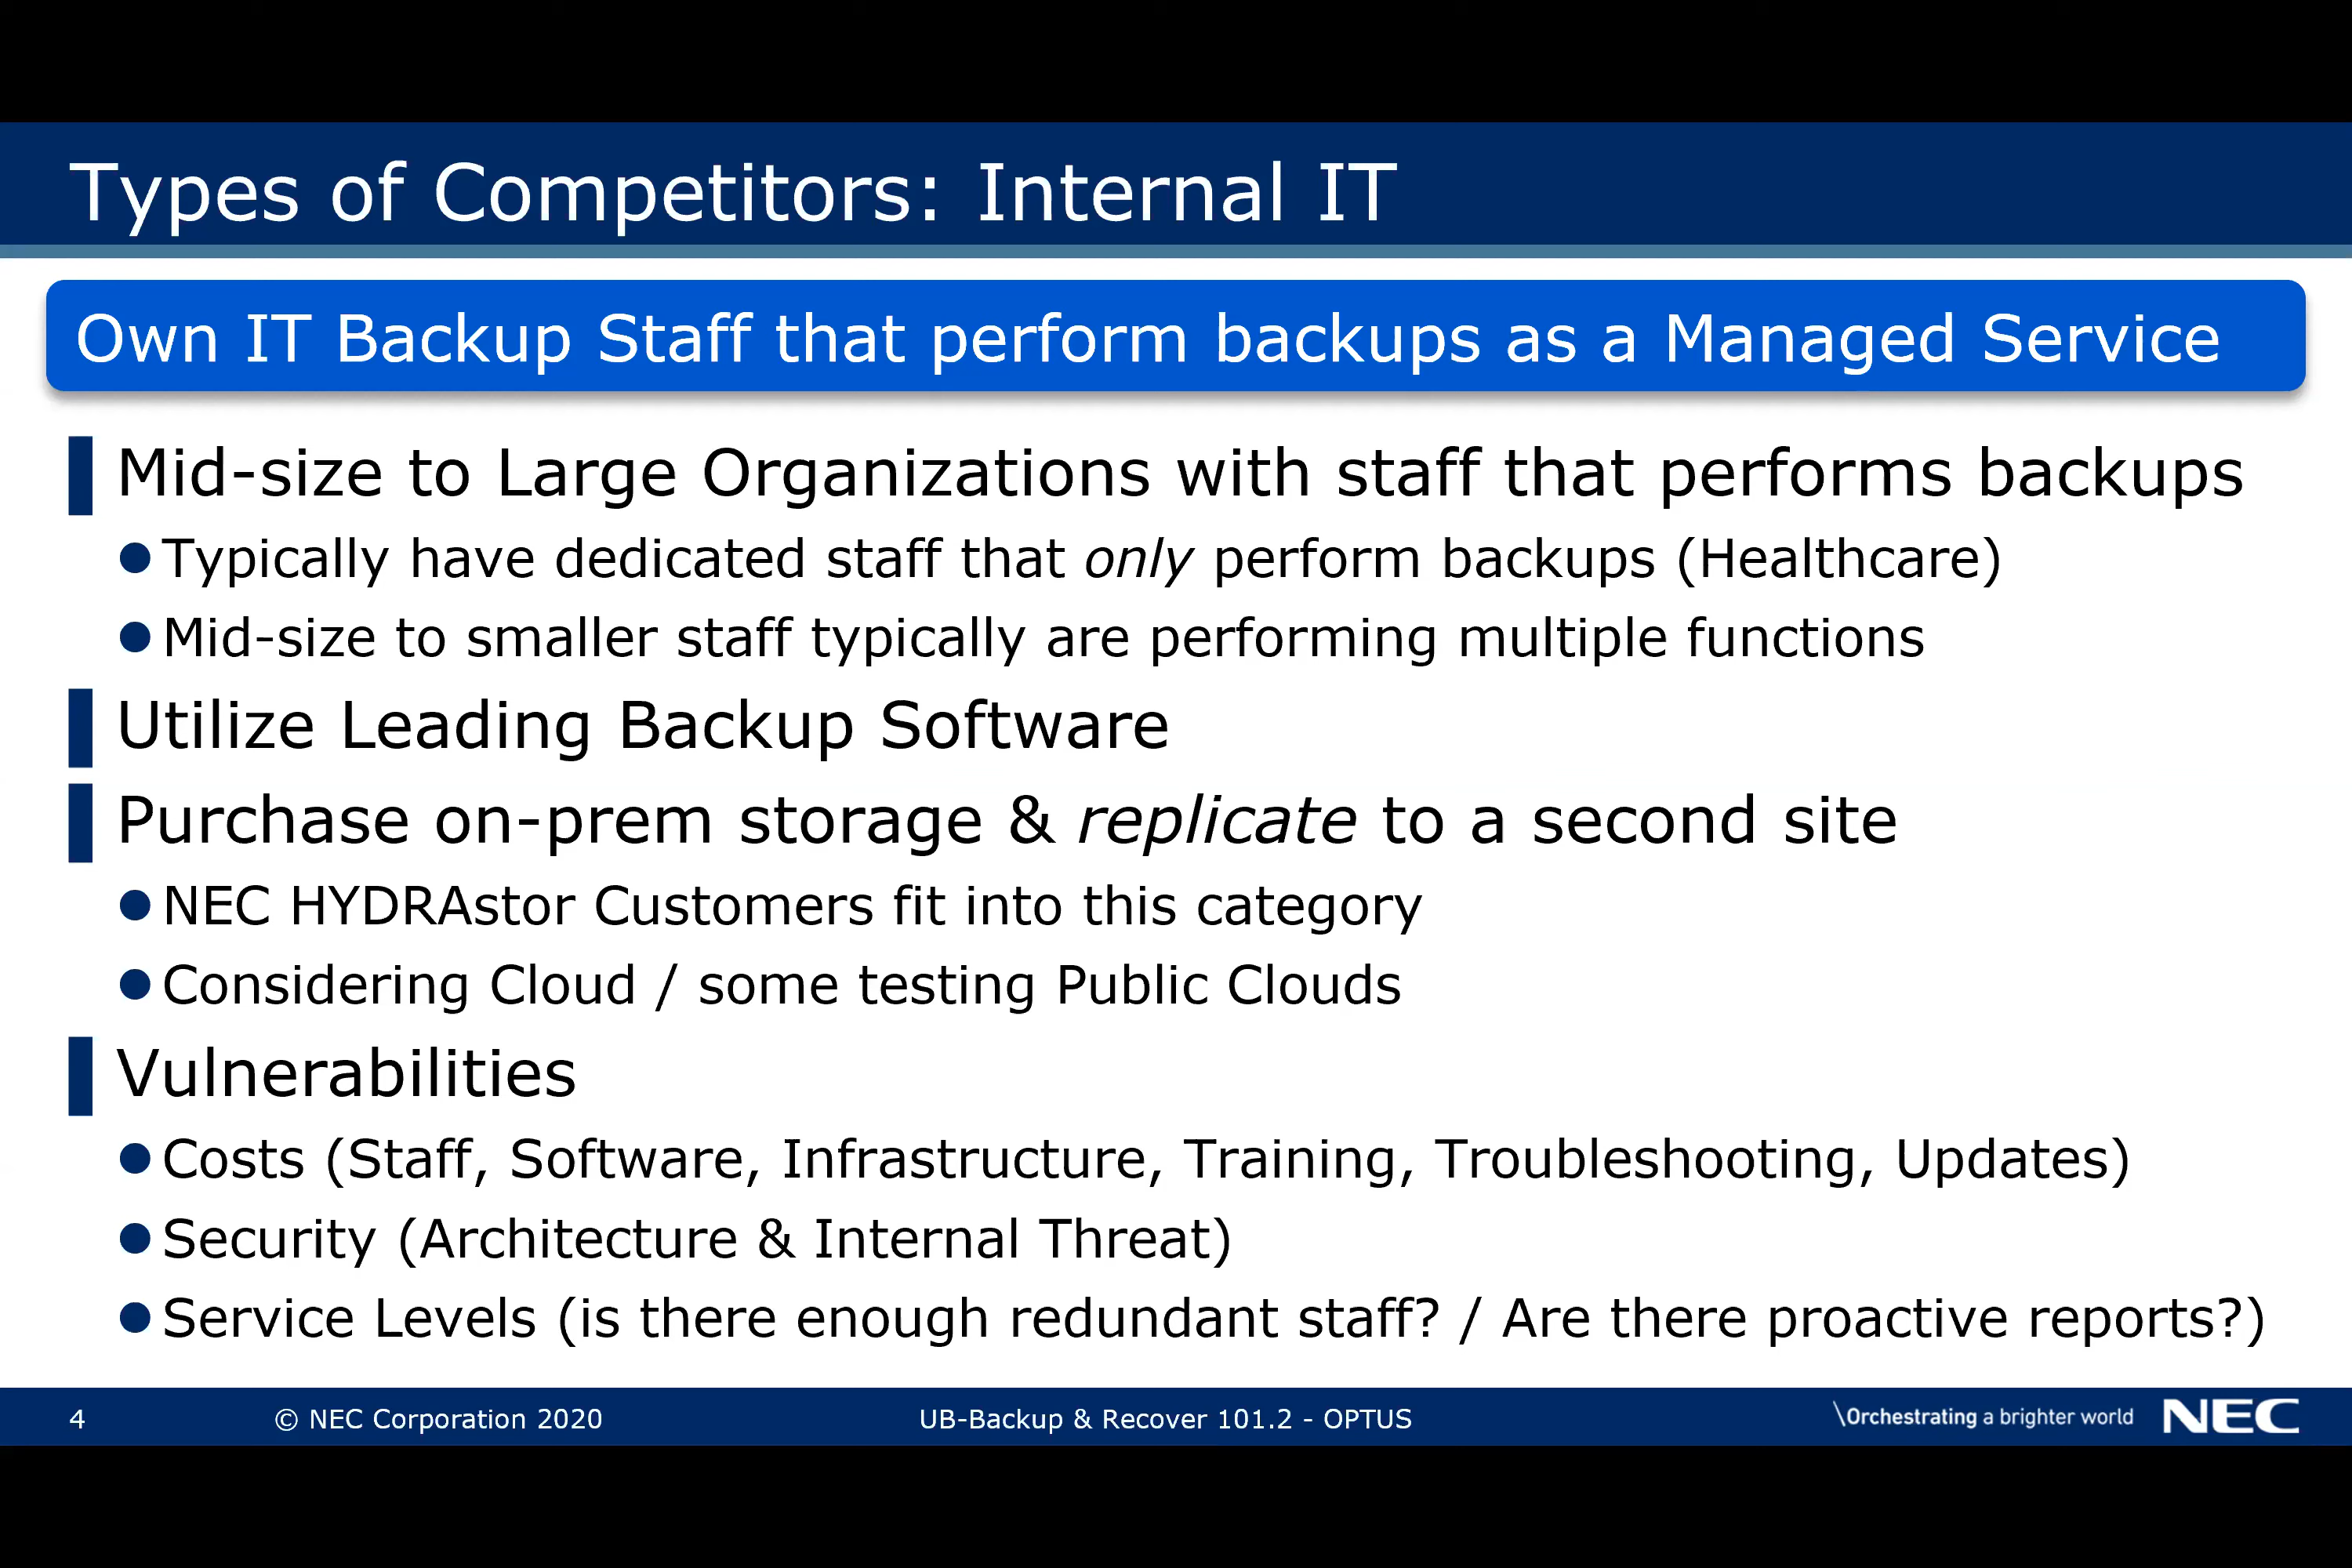 Types of Competitors: Internal IT
Own IT Backup Staff that perform backups as a Managed Service
Mid-size to Large Organizations with staff that performs backups
Typically have dedicated staff that only perform backups (Healthcare)
Mid-size to smaller staff typically are performing multiple functions
Utilize Leading Backup Software
Purchase on-prem storage & replicate to a second site
NEC HYDRAstor Customers fit into this category
Considering Cloud / some testing Public Clouds
Vulnerabilities
Costs (Staff, Software, Infrastructure, Training, Troubleshooting, Updates)
Security (Architecture & Internal Threat)
Service Levels (is there enough redundant staff? / Are there proactive reports?)
4 © NEC Corporation 2020 UB-Backup & Recover 101.2 - OPTUS \Orchestrating a brighter world NEC